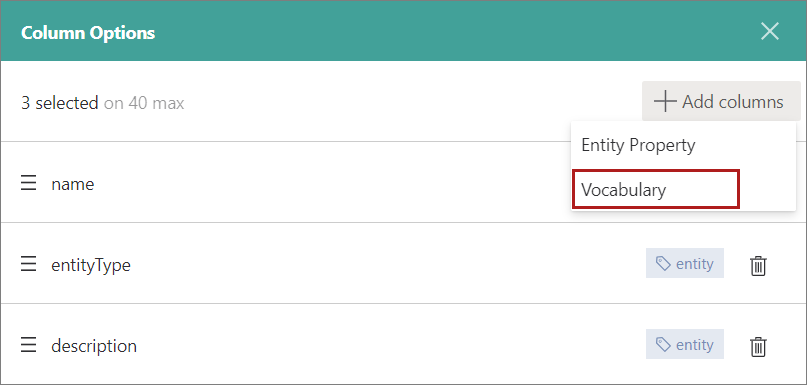 Column Options
3 selected on 40 max
Add columns
Entity Property
Vocabulary
name
entityType
entity
description
entity